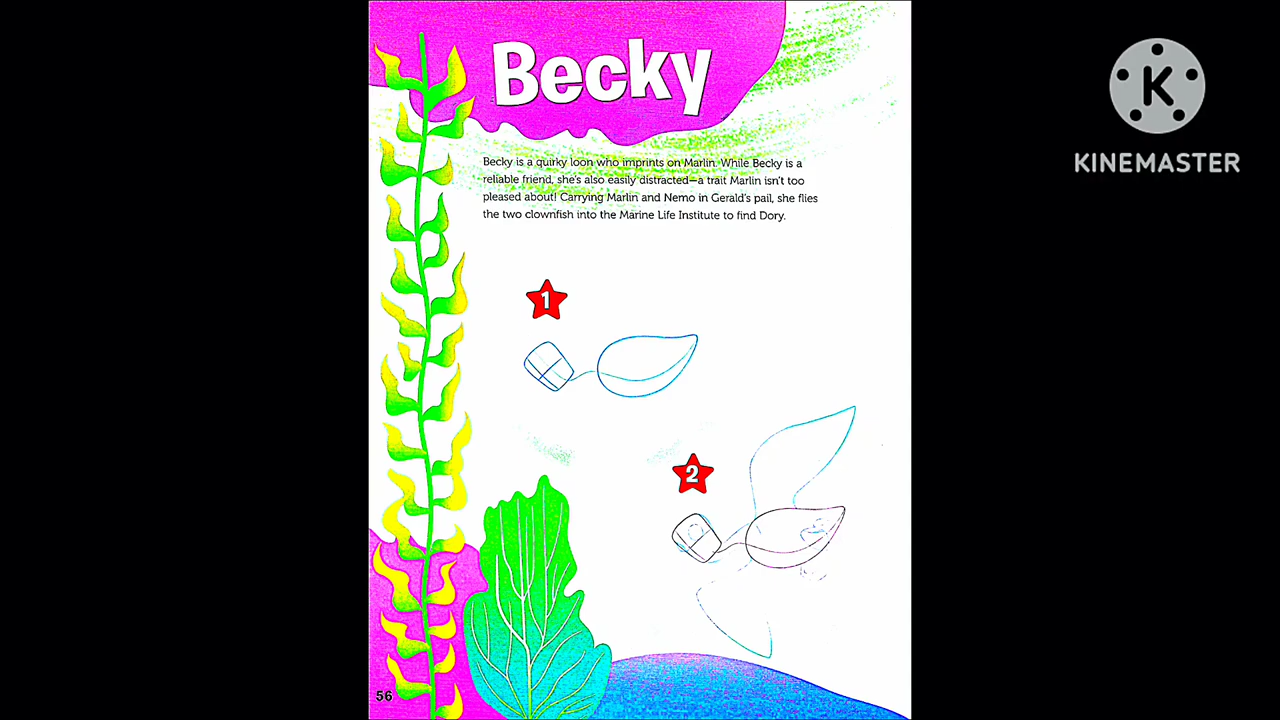 Becky
KINEMASTER
Becky is a quirky loon who imprints on Marlin. While Becky is a
reliable friend, she's also easily distracted—a trait Marlin isn't too
pleased about! Carrying Marlin and Nemo in Gerald's pail, she flies
the two clownfish into the Marine Life Institute to find Dory.
1
2
56